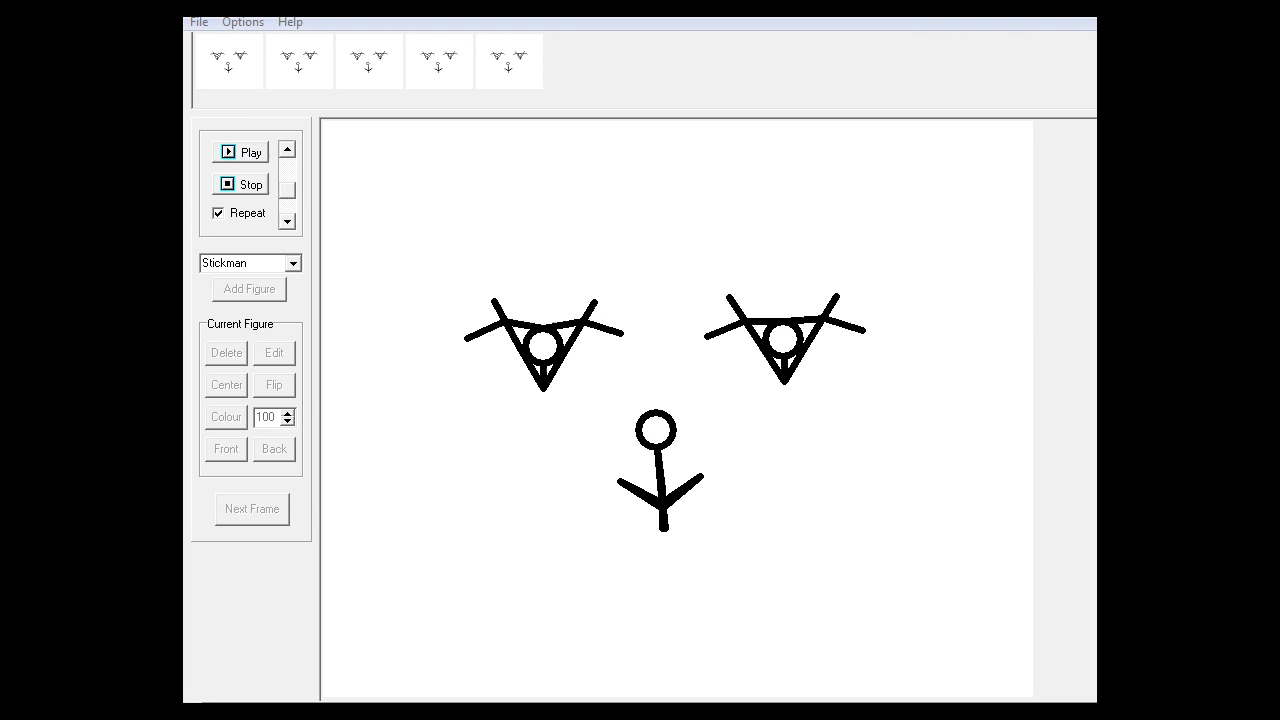 File Options Help
Play
Stop
Repeat
Stickman
Add Figure
Current Figure
Delete Edit
Center Flip
Colour 100
Front Back
Next Frame